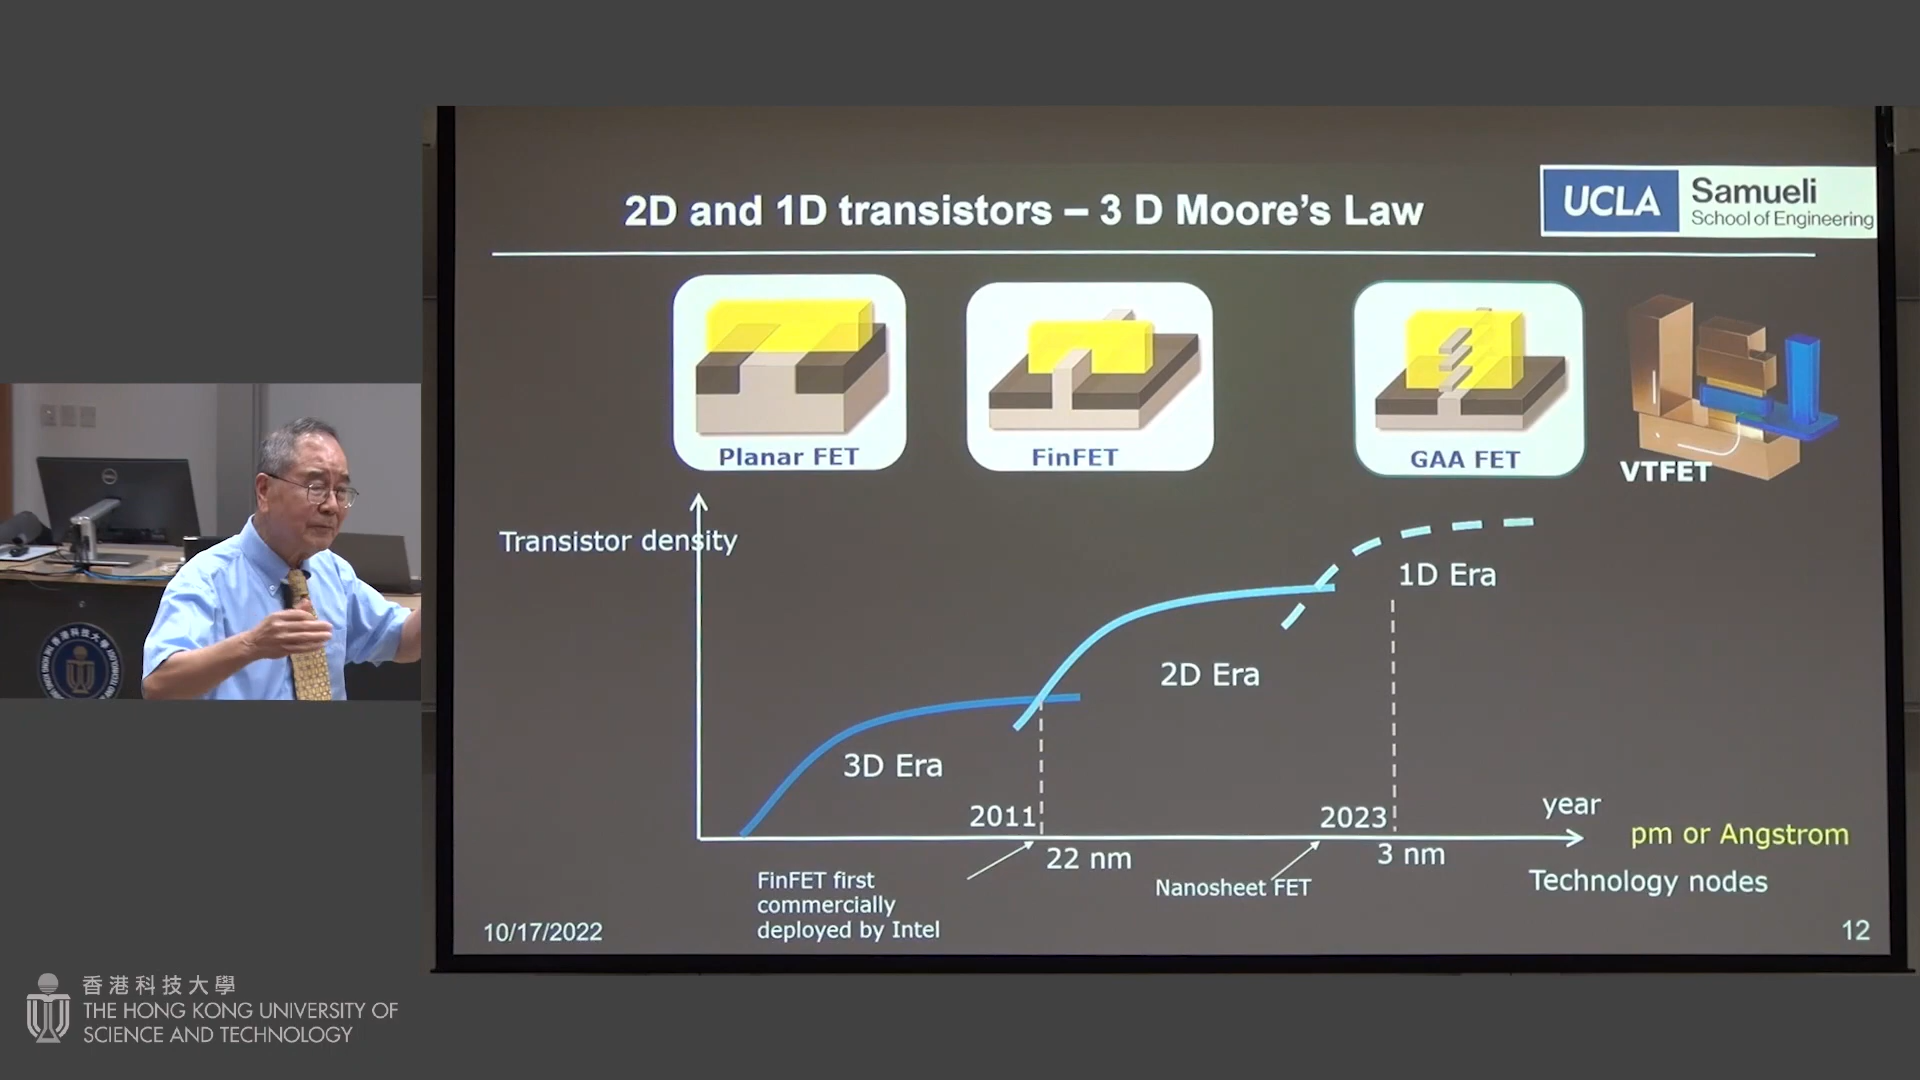 2D and 1D transistors – 3 D Moore's Law
UCLA
Samueli
School of Engineering
Planar FET
FinFET
GAA FET
VTFET
Transistor density
1D Era
2D Era
3D Era
2011
2023
year
22 nm
3 nm
pm or Angstrom
Technology nodes
FinFET first
commercially
deployed by Intel
Nanosheet FET
10/17/2022
12
DELL
香港科技大學
THE HONG KONG UNIVERSITY OF
SCIENCE AND TECHNOLOGY